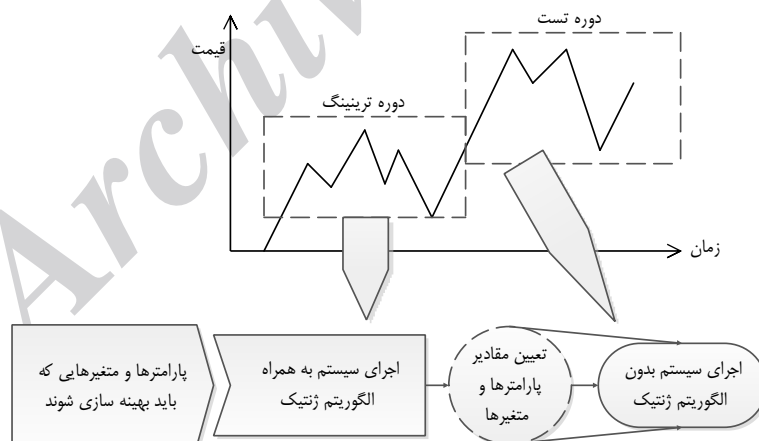 دوره تست
قیمت
دوره ترینینگ
زمان
پارامترها و متغیرهایی که
باید بهینه سازی شوند
اجرای سیستم به همراه
الگوریتم ژنتیک
تعیین مقادیر
پارامترها و
متغیرها
اجرای سیستم بدون
الگوریتم ژنتیک
Archiv